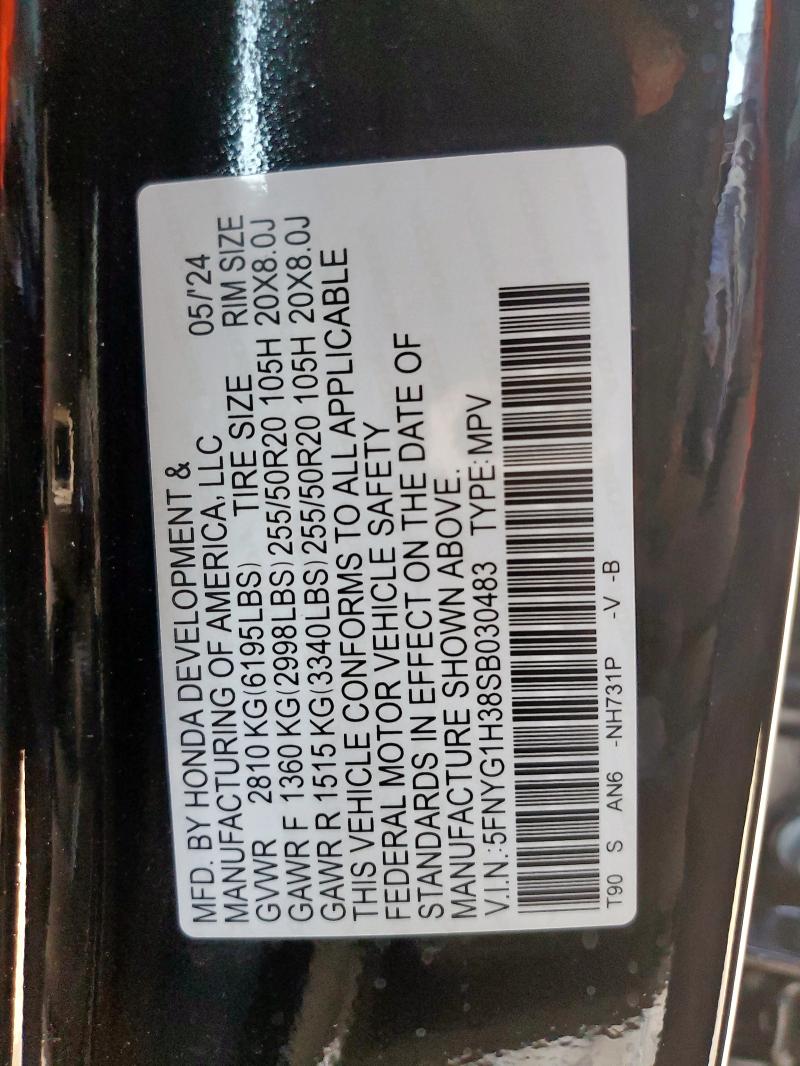 MFD. BY HONDA DEVELOPMENT & 05/'24
MANUFACTURING OF AMERICA, LLC
GVWR 2810 KG(6195LBS) TIRE SIZE RIM SIZE
GAWR F 1360 KG(2998LBS) 255/50R20 105H 20X8.0J
GAWR R 1515 KG(3340LBS) 255/50R20 105H 20X8.0J
THIS VEHICLE CONFORMS TO ALL APPLICABLE
FEDERAL MOTOR VEHICLE SAFETY
STANDARDS IN EFFECT ON THE DATE OF
MANUFACTURE SHOWN ABOVE.
V.I.N.:5FNYG1H38SB030483 TYPE:MPV
T90 S AN6 -NH731P -V -B